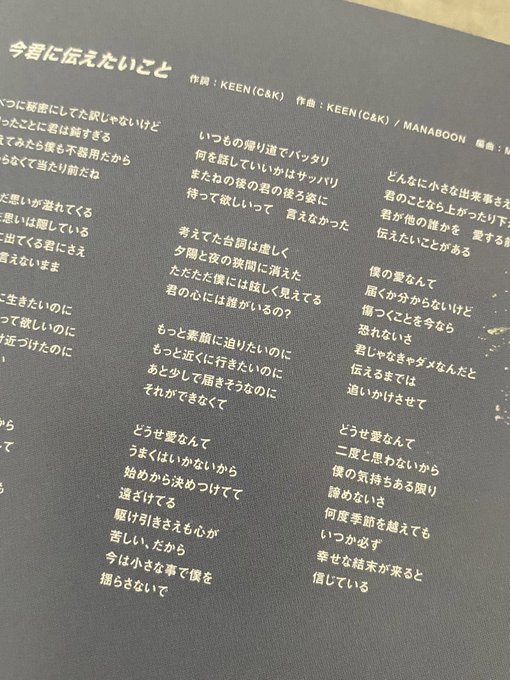 今君に伝えたいこと
作詞:KEEN(C&K) 作曲:KEEN(C&K) / MANABOON 編曲:M
べつに秘密にしてた訳じゃないけど
ったことに君は鈍すぎる
えてみたら僕も不器用だから
らなくて当たり前だね
だ思いが溢れてくる
た思いは隠している
に出てくる君にさえ
言えないまま
に生きたいのに
って欲しいのに
け近づけたのに
い
から
して
も
いつもの帰り道でバッタリ
何を話していいかはサッパリ
またねの後の君の後ろ姿に
待って欲しいって 言えなかった
考えてた台詞は虚しく
夕陽と夜の狭間に消えた
ただただ僕には眩しく見えてる
君の心には誰がいるの?
もっと素顔に迫りたいのに
もっと近くに行きたいのに
あと少しで届きそうなのに
それができなくて
どうせ愛なんて
うまくはいかないから
始めから決めつけてて
遠ざけてる
駆け引きさえも心が
苦しい、だから
今は小さな事で僕を
揺らさないで
どんなに小さな出来事さえ
君のことなら上がったり下
君が他の誰かを 愛する前
伝えたいことがある
僕の愛なんて
届くか分からないけど
傷つくことを今なら
恐れないさ
君じゃなきゃダメなんだと
伝えるまでは
追いかけさせて
どうせ愛なんて
二度と思わないから
僕の気持ちある限り
諦めないさ
何度季節を越えても
いつか必ず
幸せな結末が来ると
信じている